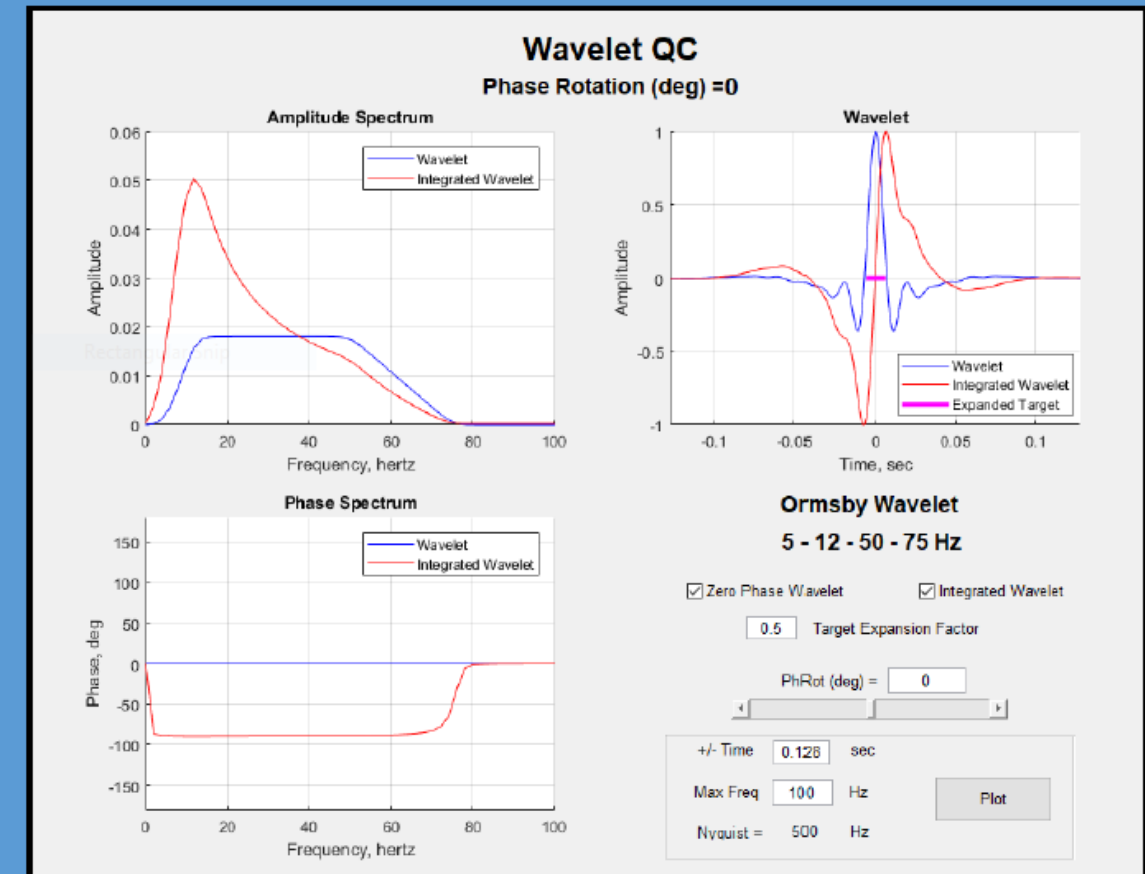 Wavelet QC
Phase Rotation (deg) =0
Amplitude Spectrum
0.06
0.05
0.04
0.03
0.02
0.01
0
Amplitude
Wavelet
Integrated Wavelet
0 20 40 60 80 100
Frequency, hertz
Wavelet
1
0.5
0
-0.5
-1
Amplitude
Wavelet
Integrated Wavelet
Expanded Target
-0.1 -0.05 0 0.05 0.1
Time, sec
Rectangular Snip
Phase Spectrum
150
100
50
0
-50
-100
-150
Phase, deg
Wavelet
Integrated Wavelet
0 20 40 60 80 100
Frequency, hertz
Ormsby Wavelet
5 - 12 - 50 - 75 Hz
Zero Phase Wavelet Integrated Wavelet
0.5 Target Expansion Factor
PhRot (deg) = 0
+/- Time 0.128 sec
Max Freq 100 Hz
Plot
Nyquist = 500 Hz